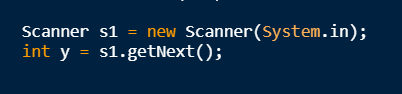 Scanner s1 = new Scanner(System.in);
int y = s1.getNext();